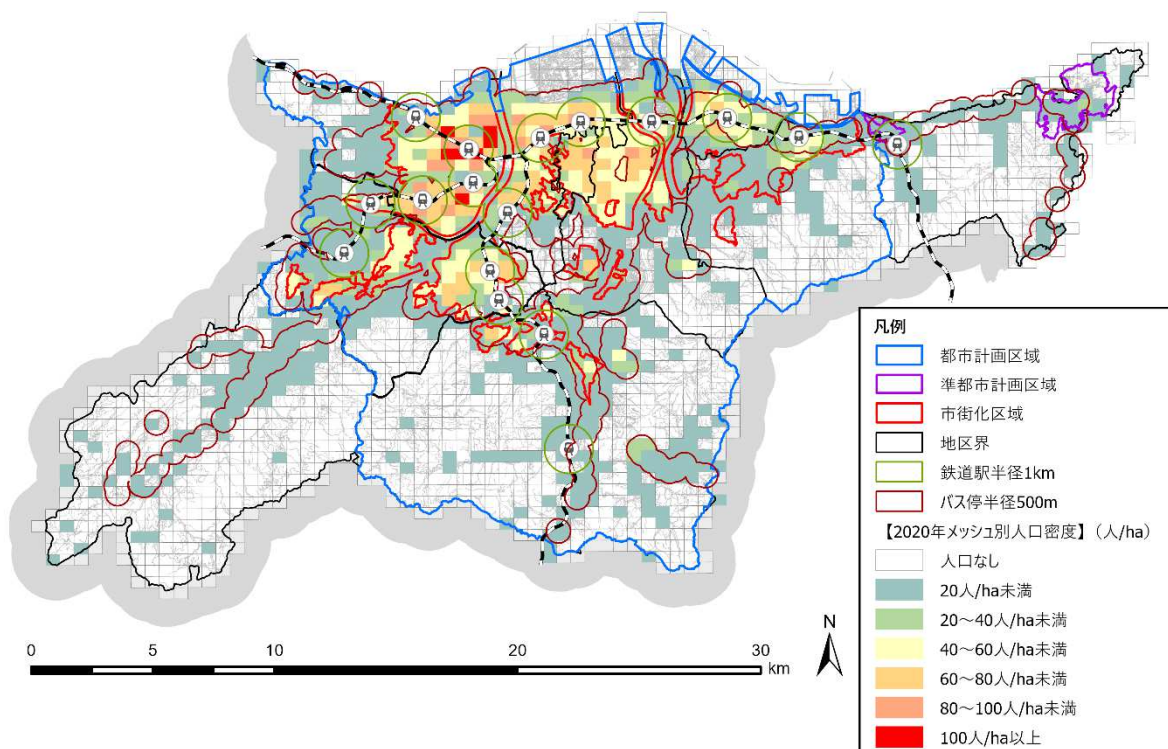 凡例
都市計画区域
準都市計画区域
市街化区域
地区界
鉄道駅半径1km
バス停半径500m
【2020年メッシュ別人口密度】（人/ha）
人口なし
20人/ha未満
20～40人/ha未満
40～60人/ha未満
60～80人/ha未満
80～100人/ha未満
100人/ha以上
N
0 5 10 20 30
km